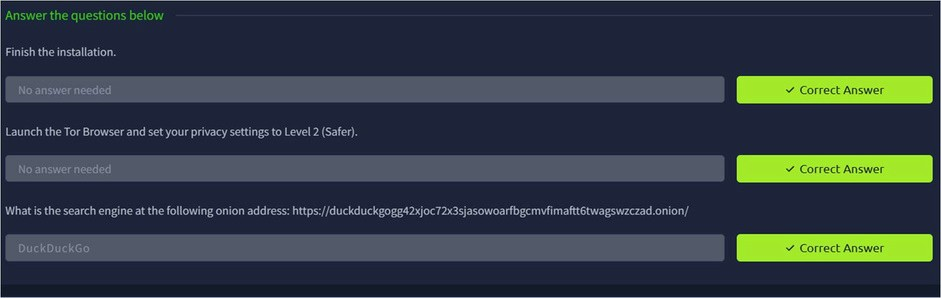 Answer the questions below
Finish the installation.
No answer needed
✓ Correct Answer
Launch the Tor Browser and set your privacy settings to Level 2 (Safer).
No answer needed
✓ Correct Answer
What is the search engine at the following onion address: https://duckduckgogg42xjoc72x3sjasowoarfbgcmvfimaftt6twagswzczad.onion/
DuckDuckGo
✓ Correct Answer